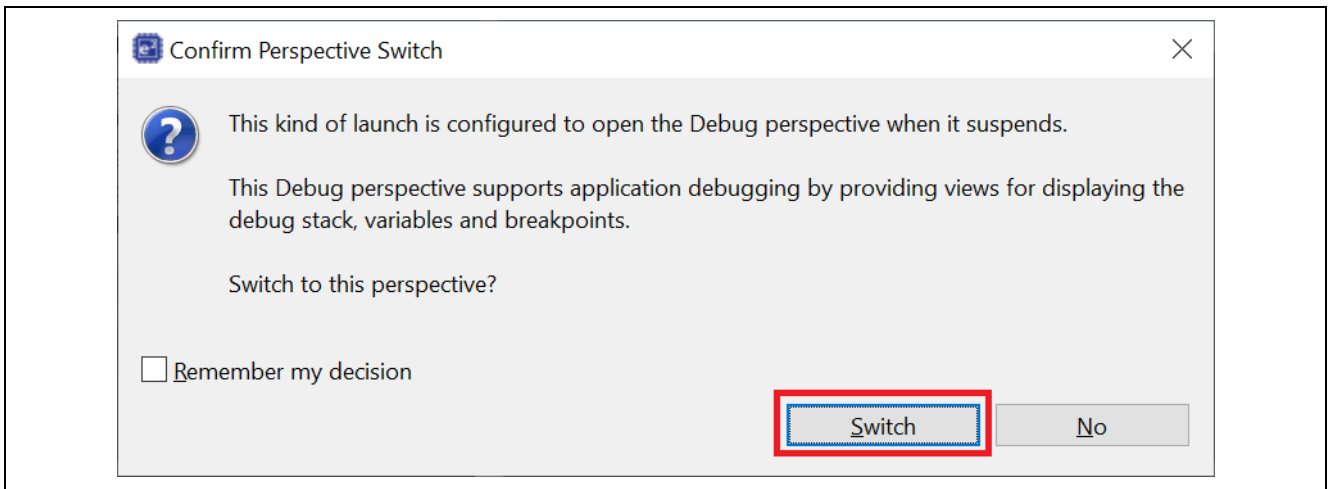 Confirm Perspective Switch
This kind of launch is configured to open the Debug perspective when it suspends.
This Debug perspective supports application debugging by providing views for displaying the
debug stack, variables and breakpoints.
Switch to this perspective?
Remember my decision
Switch
No